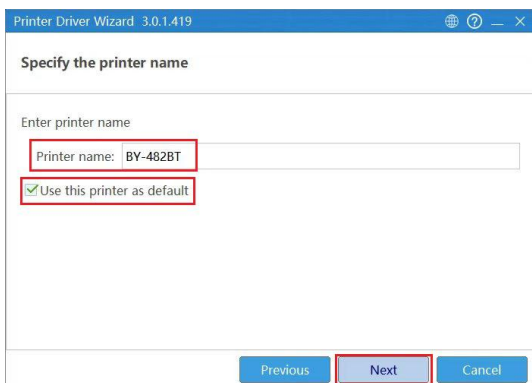 Printer Driver Wizard 3.0.1.419
Specify the printer name
Enter printer name
Printer name: BY-482BT
Use this printer as default
Previous Next Cancel